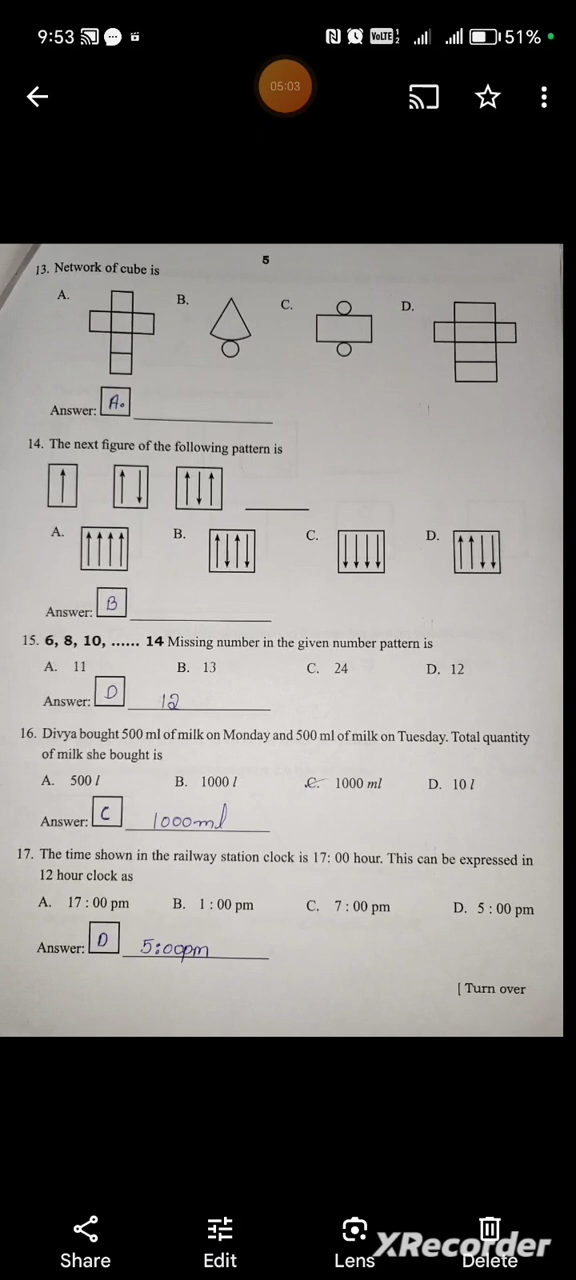 9:53
VoLTE 1 2
51%
05:03
5
13. Network of cube is
A. B. C. D.
Answer: A.
14. The next figure of the following pattern is
A. B. C. D.
Answer: B
15. 6, 8, 10, ...... 14 Missing number in the given number pattern is
A. 11 B. 13 C. 24 D. 12
Answer: D 12
16. Divya bought 500 ml of milk on Monday and 500 ml of milk on Tuesday. Total quantity
of milk she bought is
A. 500 l B. 1000 l C. 1000 ml D. 10 l
Answer: C 1000ml
17. The time shown in the railway station clock is 17: 00 hour. This can be expressed in
12 hour clock as
A. 17 : 00 pm B. 1 : 00 pm C. 7 : 00 pm D. 5 : 00 pm
Answer: D 5:00pm
[ Turn over
Share Edit Lens Delete
XRecorder